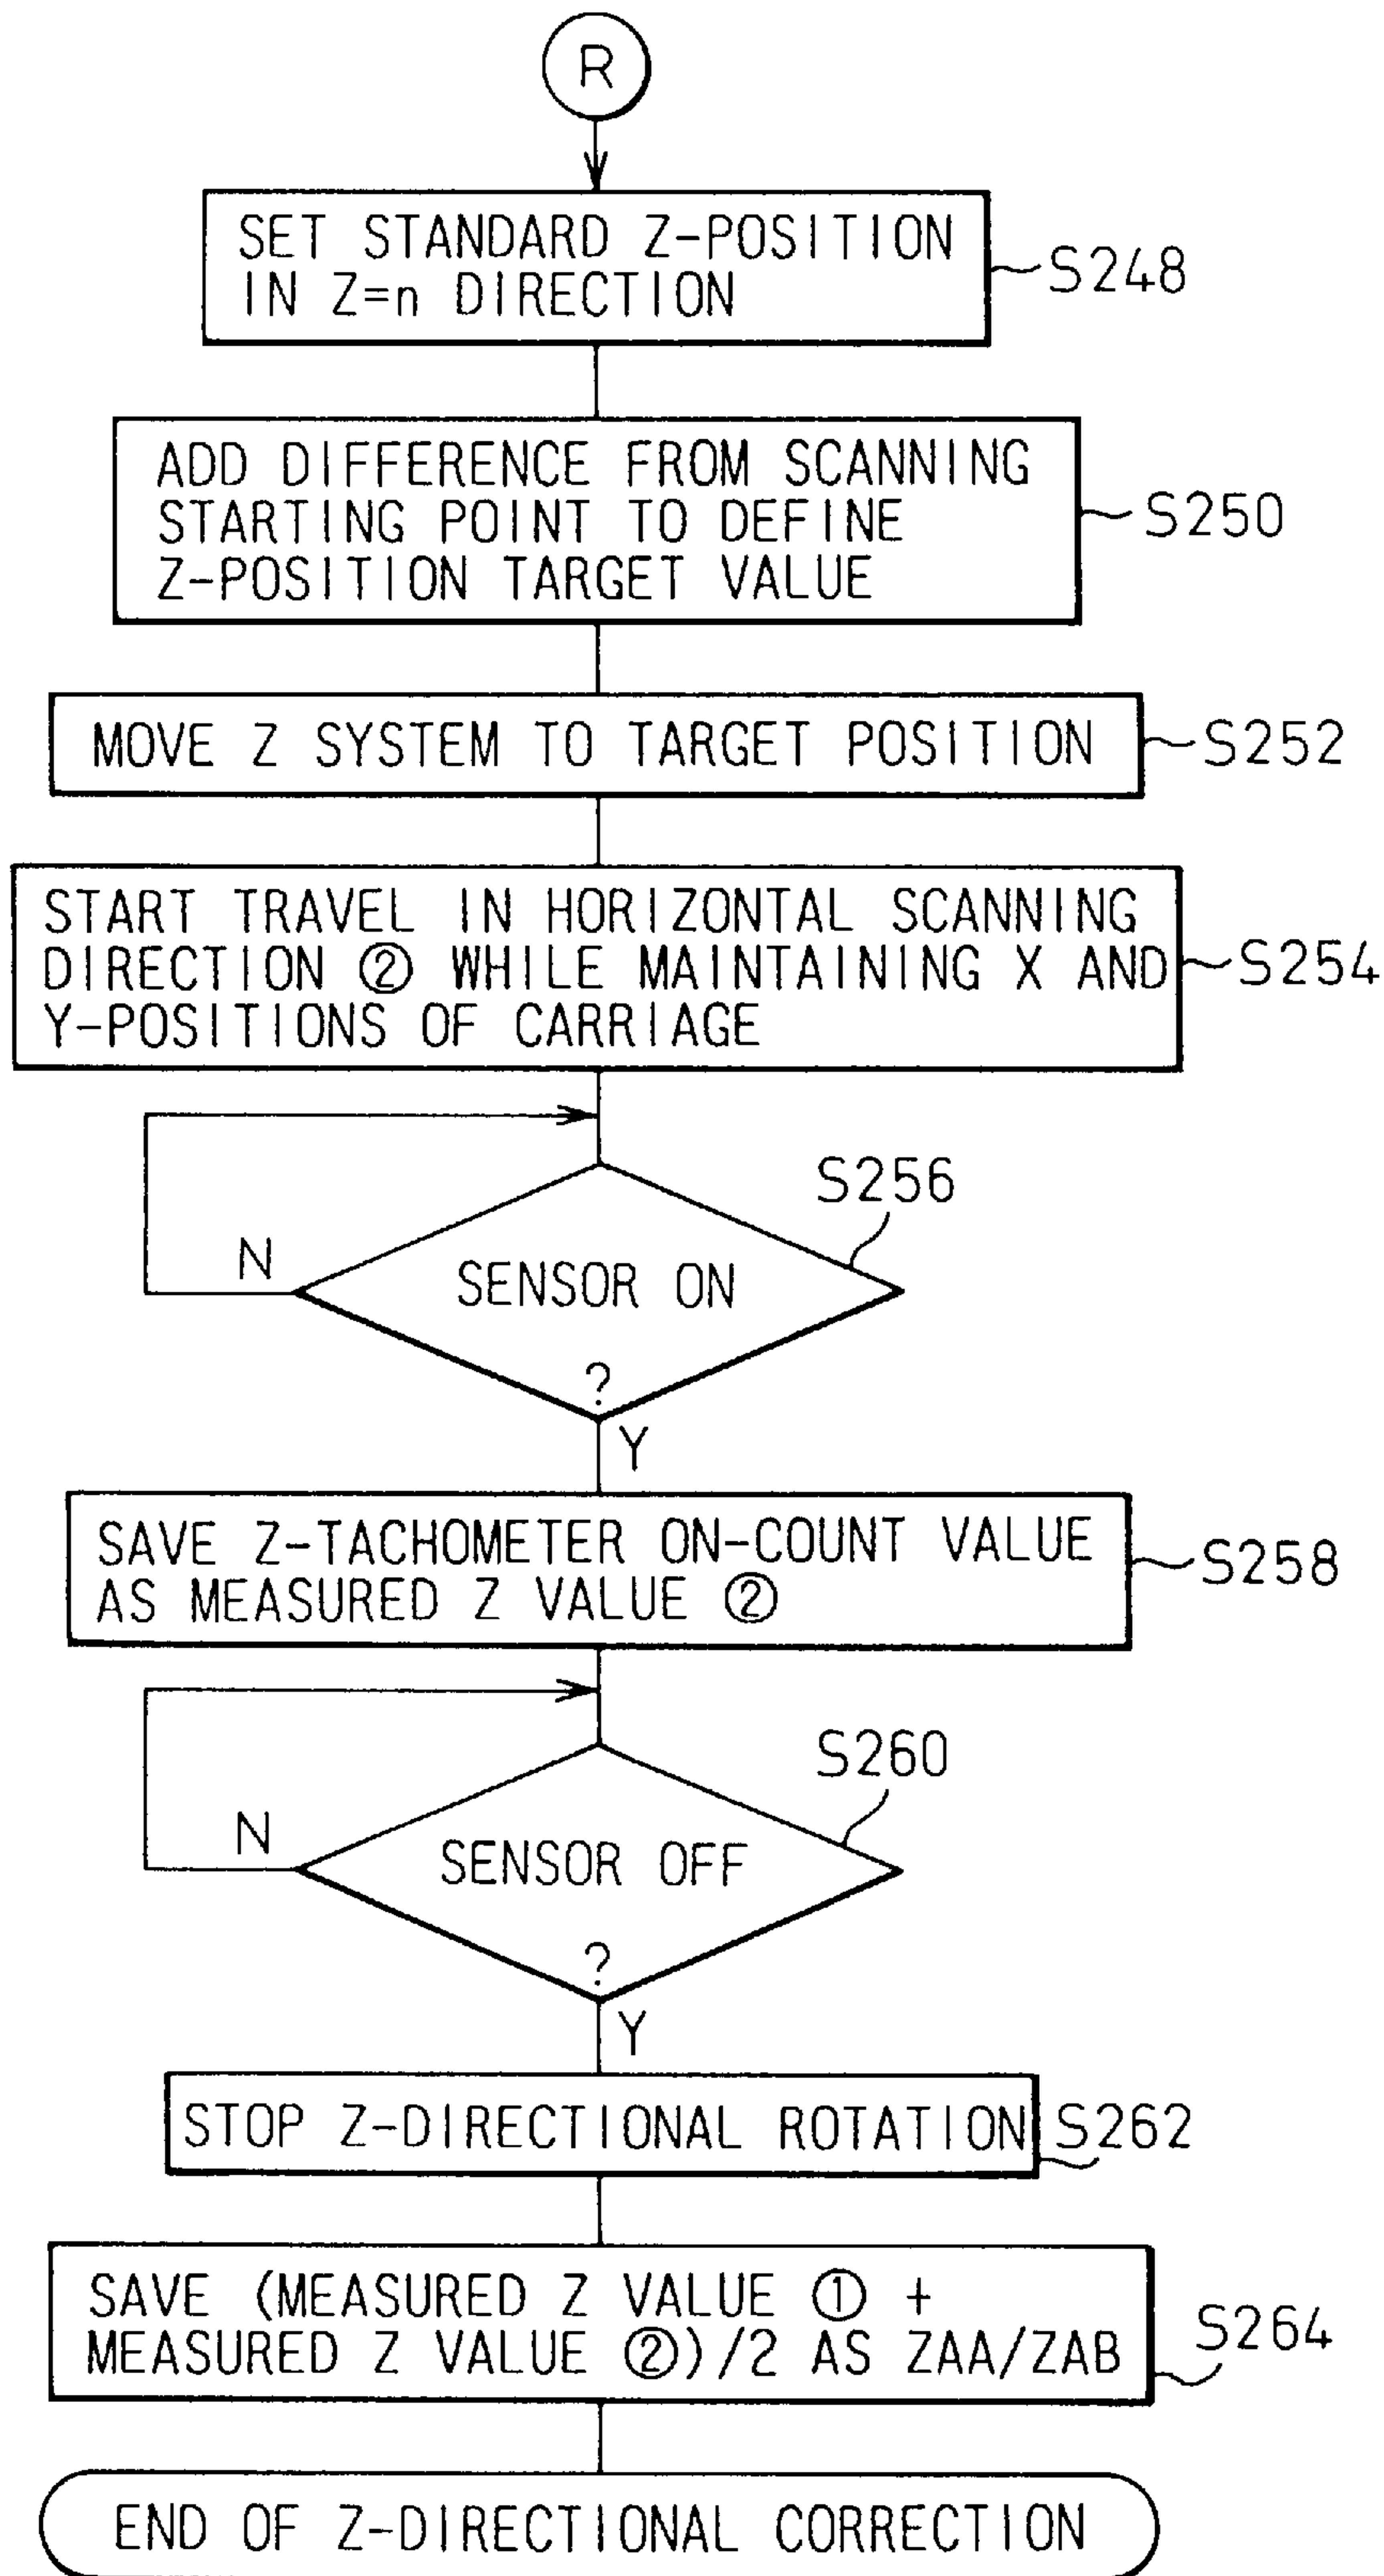 R
SET STANDARD Z-POSITION
IN Z=n DIRECTION
S248
ADD DIFFERENCE FROM SCANNING
STARTING POINT TO DEFINE
Z-POSITION TARGET VALUE
S250
MOVE Z SYSTEM TO TARGET POSITION
S252
START TRAVEL IN HORIZONTAL SCANNING
DIRECTION ② WHILE MAINTAINING X AND
Y-POSITIONS OF CARRIAGE
S254
S256
N
SENSOR ON
?
Y
SAVE Z-TACHOMETER ON-COUNT VALUE
AS MEASURED Z VALUE ②
S258
S260
N
SENSOR OFF
?
Y
STOP Z-DIRECTIONAL ROTATION
S262
SAVE (MEASURED Z VALUE ① +
MEASURED Z VALUE ②)/2 AS ZAA/ZAB
S264
END OF Z-DIRECTIONAL CORRECTION